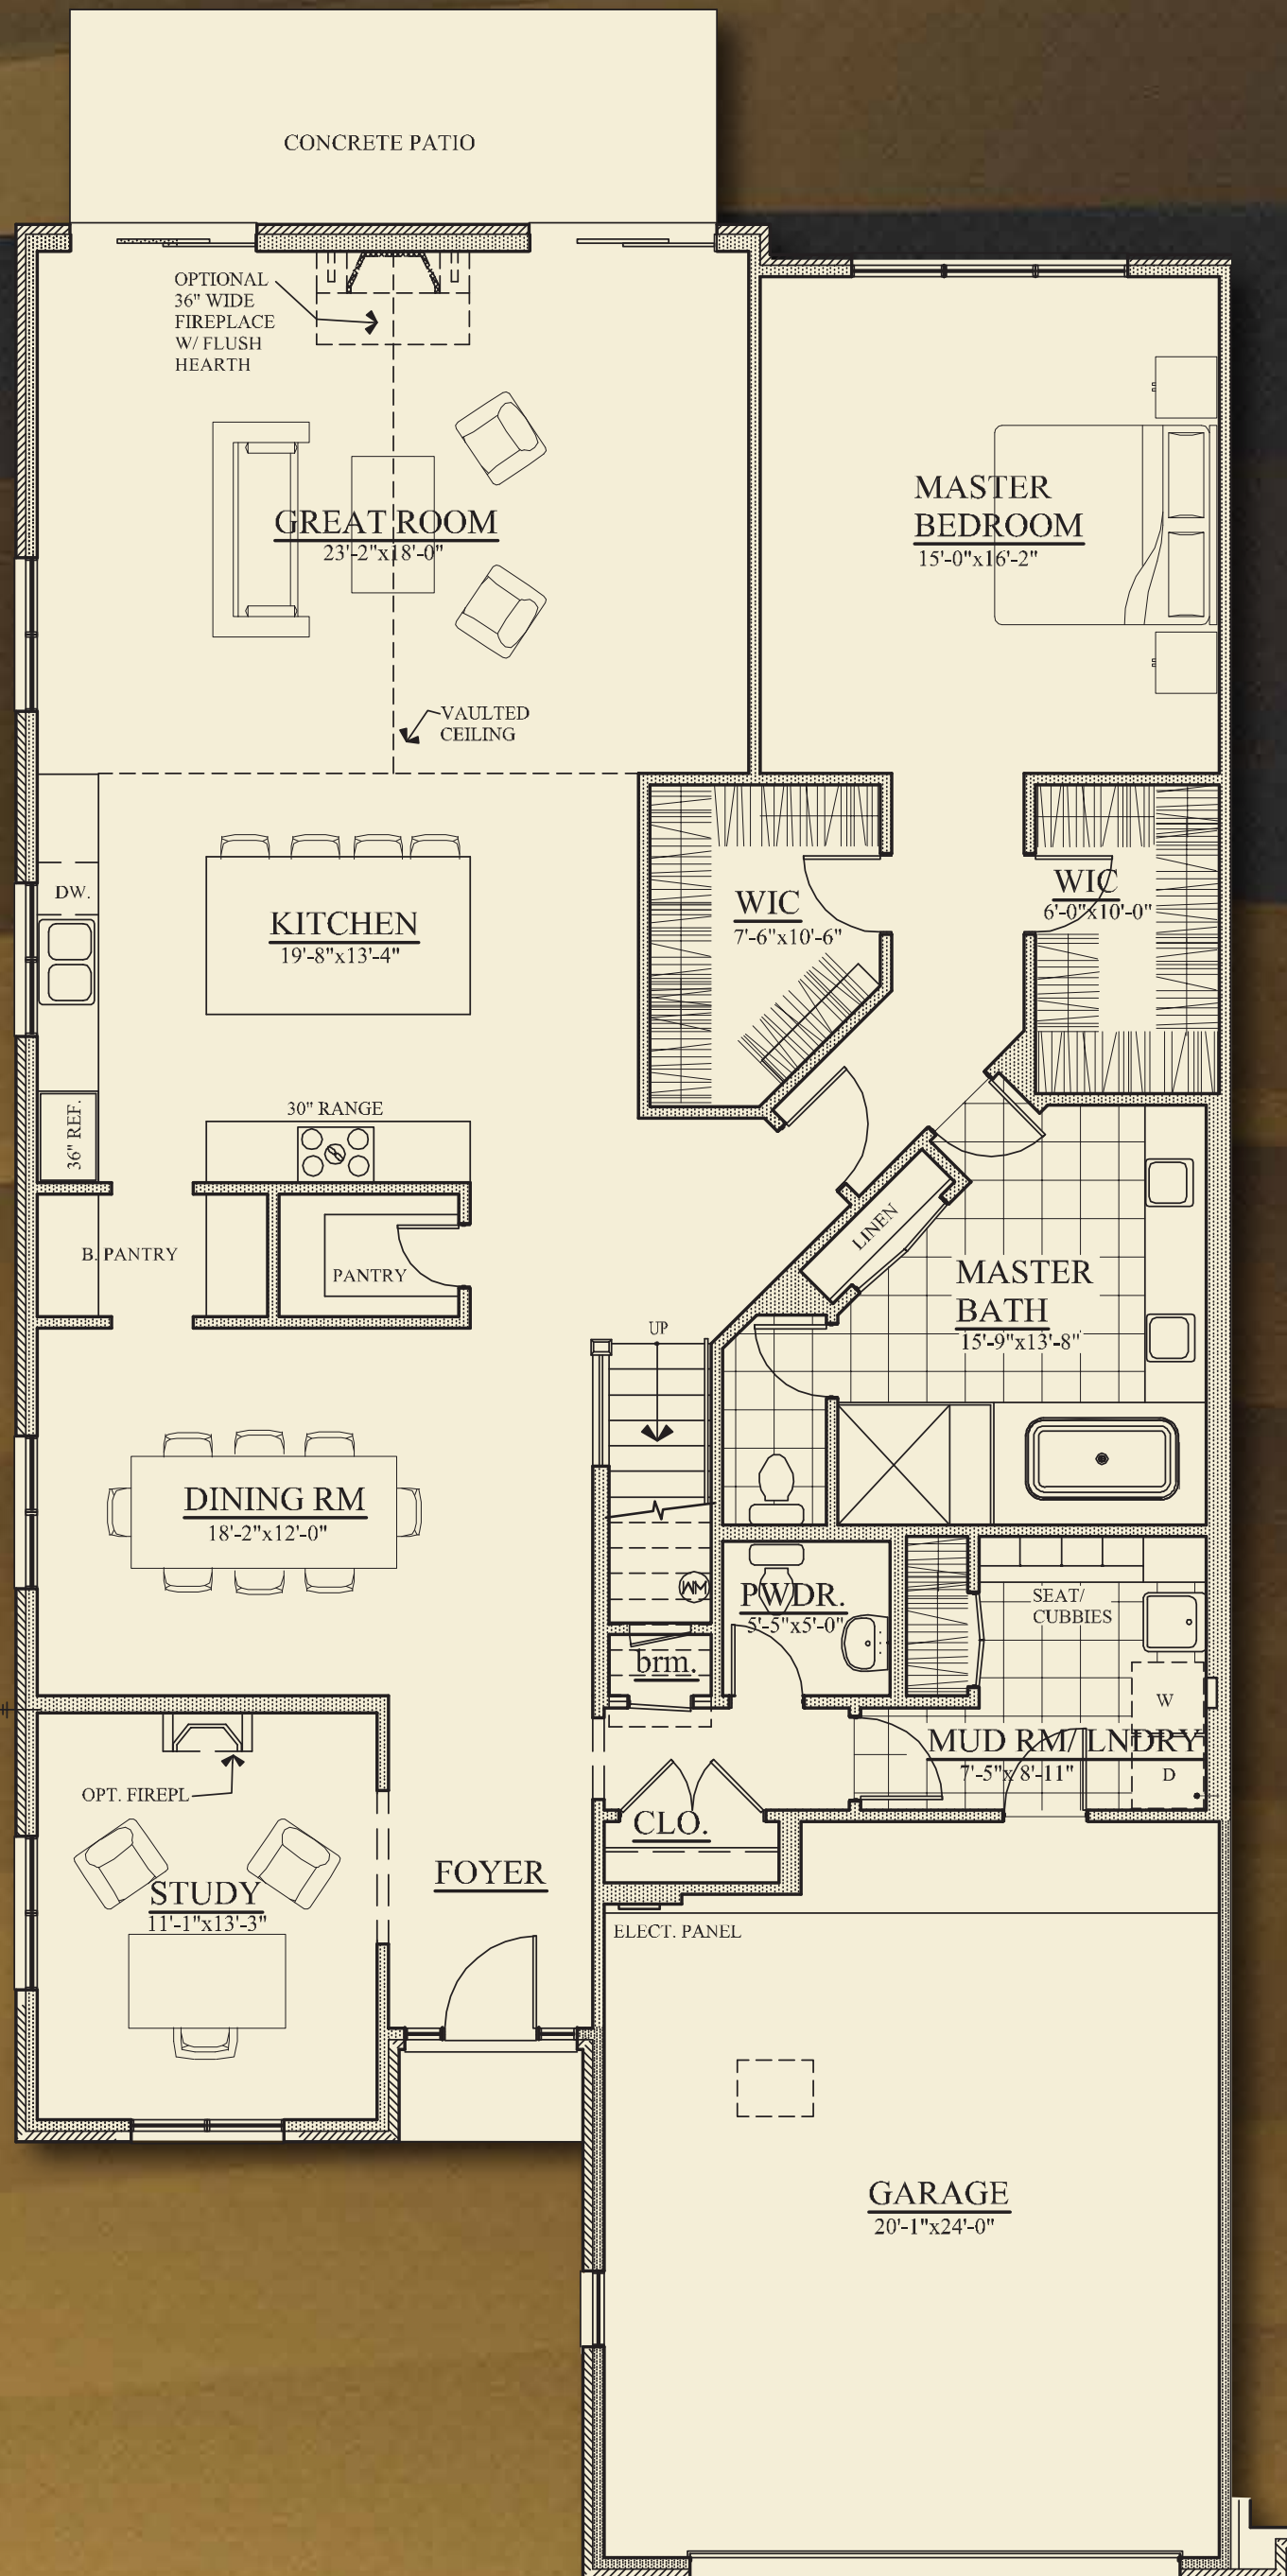 CONCRETE PATIO
OPTIONAL
36" WIDE
FIREPLACE
W/ FLUSH
HEARTH
GREAT ROOM
23'-2"x18'-0"
MASTER
BEDROOM
15'-0"x16'-2"
VAULTED
CEILING
DW.
KITCHEN
19'-8"x13'-4"
WIC
7'-6"x10'-6"
WIC
6'-0"x10'-0"
36" REF.
30" RANGE
B. PANTRY
PANTRY
LINEN
MASTER
BATH
15'-9"x13'-8"
UP
DINING RM
18'-2"x12'-0"
WM
PWDR.
5'-5"x5'-0"
SEAT/
CUBBIES
brm.
W
MUD RM/ LNDRY
7'-5"x 8'-11"
D
OPT. FIREPL
CLO.
STUDY
11'-1"x13'-3"
FOYER
ELECT. PANEL
GARAGE
20'-1"x24'-0"